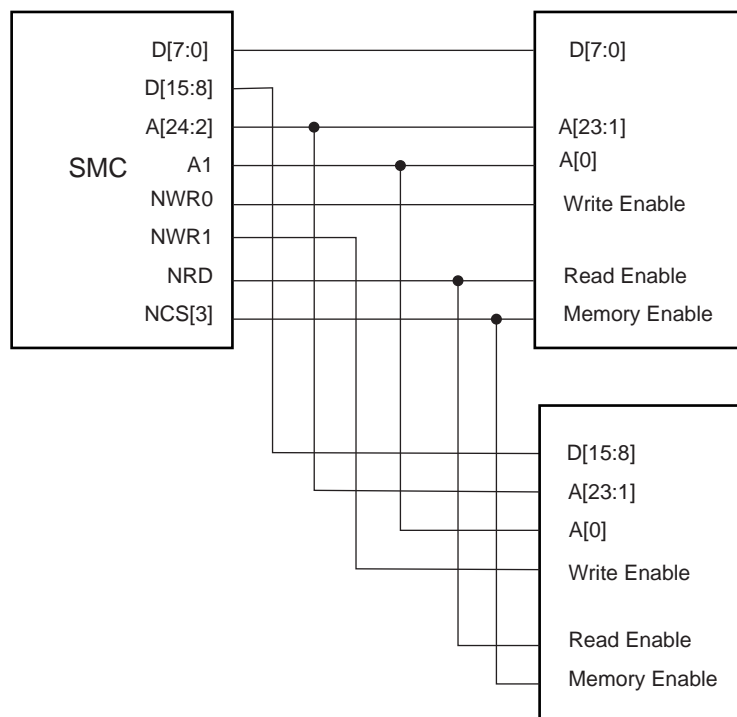 D[7:0]
D[15:8]
A[24:2]
SMC
A1
NWR0
NWR1
NRD
NCS[3]
D[7:0]
A[23:1]
A[0]
Write Enable
Read Enable
Memory Enable
D[15:8]
A[23:1]
A[0]
Write Enable
Read Enable
Memory Enable